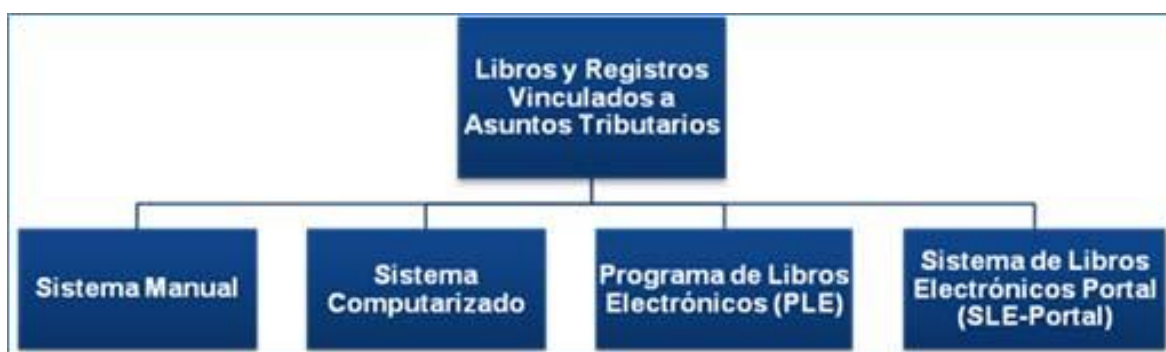 Libros y Registros
Vinculados a
Asuntos Tributarios
Sistema Manual
Sistema
Computarizado
Programa de Libros
Electrónicos (PLE)
Sistema de Libros
Electrónicos Portal
(SLE-Portal)